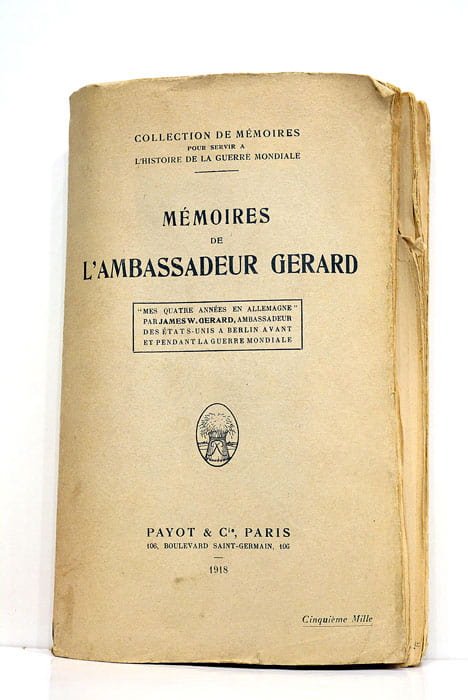 COLLECTION DE MÉMOIRES
POUR SERVIR A
L'HISTOIRE DE LA GUERRE MONDIALE
MÉMOIRES
DE
L'AMBASSADEUR GERARD
"MES QUATRE ANNÉES EN ALLEMAGNE"
PAR JAMES W. GERARD, AMBASSADEUR
DES ÉTATS-UNIS A BERLIN AVANT
ET PENDANT LA GUERRE MONDIALE
PAYOT & Cie, PARIS
106, BOULEVARD SAINT-GERMAIN, 106
1918
Cinquième Mille